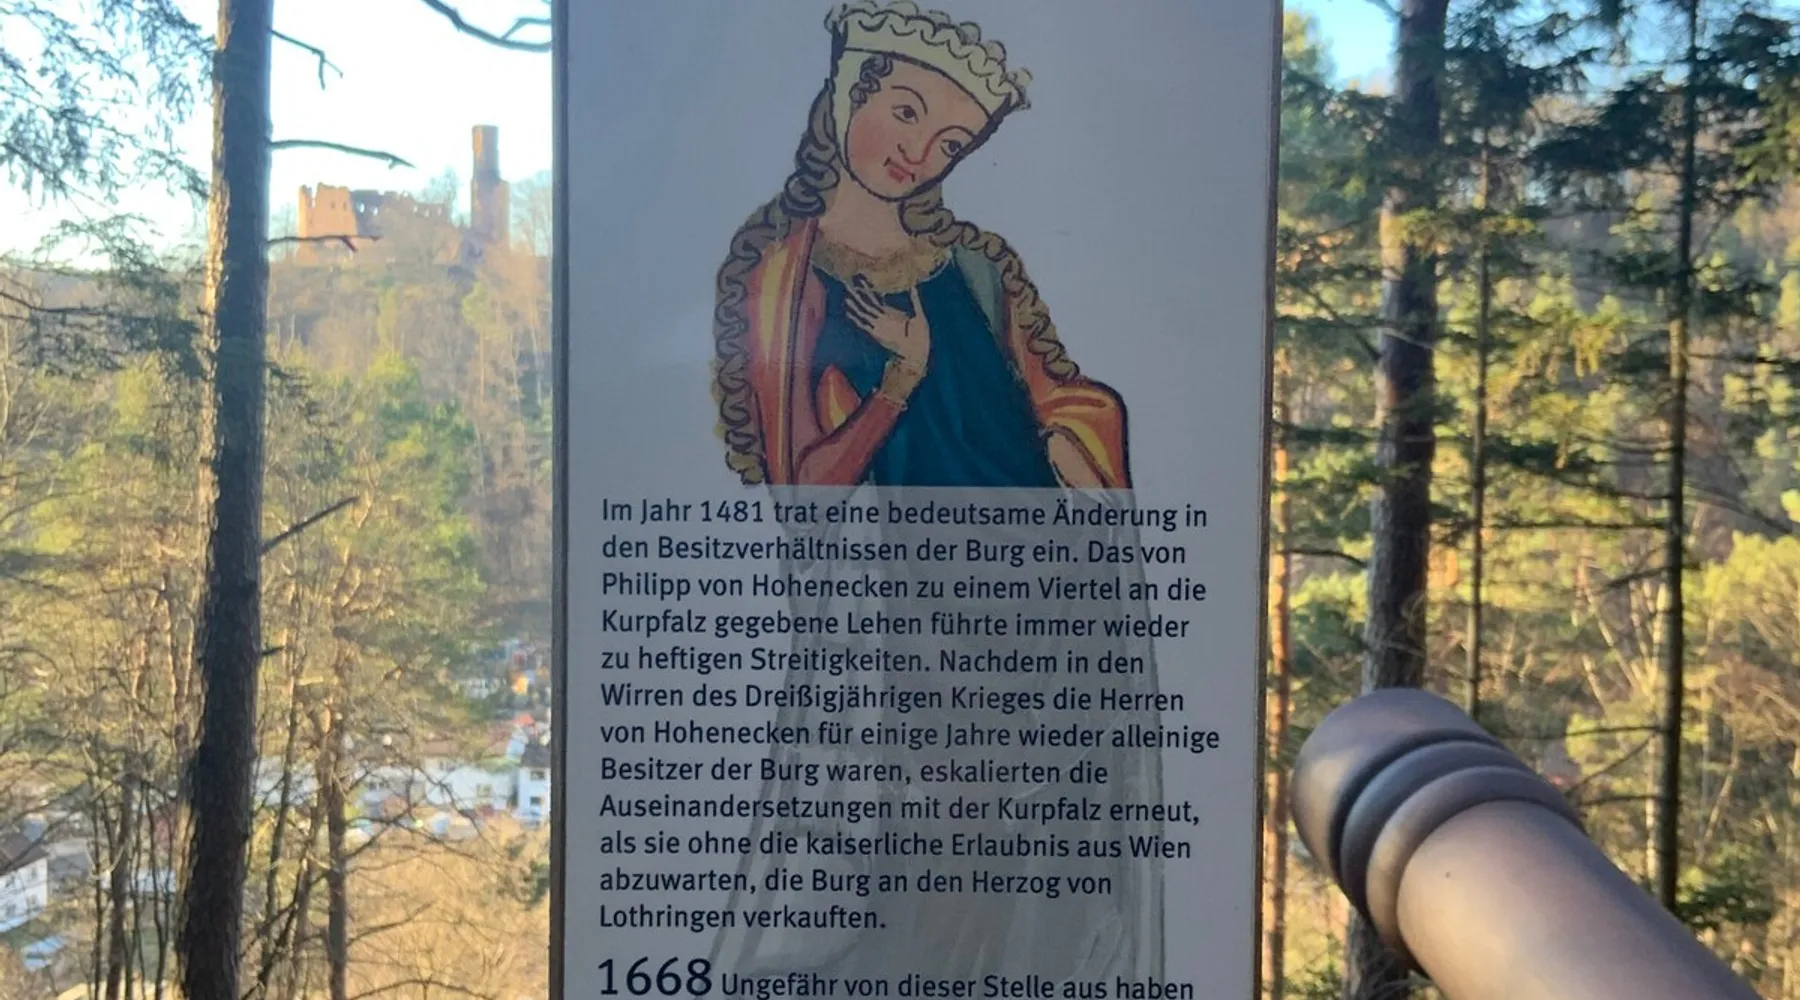 Im Jahr 1481 trat eine bedeutsame Änderung in
den Besitzverhältnissen der Burg ein. Das von
Philipp von Hohenecken zu einem Viertel an die
Kurpfalz gegebene Lehen führte immer wieder
zu heftigen Streitigkeiten. Nachdem in den
Wirren des Dreißigjährigen Krieges die Herren
von Hohenecken für einige Jahre wieder alleinige
Besitzer der Burg waren, eskalierten die
Auseinandersetzungen mit der Kurpfalz erneut,
als sie ohne die kaiserliche Erlaubnis aus Wien
abzuwarten, die Burg an den Herzog von
Lothringen verkauften.
1668 Ungefähr von dieser Stelle aus haben